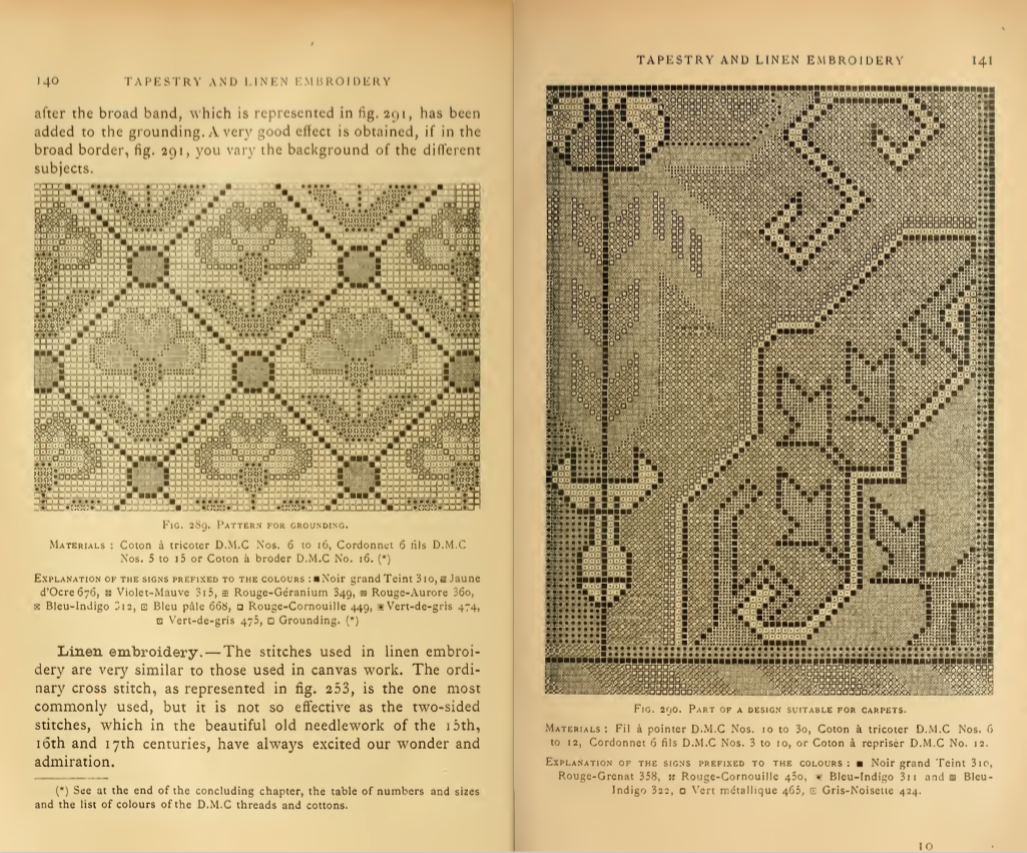 140 TAPESTRY AND LINEN EMBROIDERY
after the broad band, which is represented in fig. 291, has been
added to the grounding. A very good effect is obtained, if in the
broad border, fig. 291, you vary the background of the different
subjects.
Fig. 289. Pattern for grounding.
Materials : Coton à tricoter D.M.C Nos. 6 to 16, Cordonnet 6 fils D.M.C
Nos. 5 to 15 or Coton à broder D.M.C No. 16. (*)
Explanation of the signs prefixed to the colours : Noir grand Teint 310, Jaune
d'Ocre 676, Violet-Mauve 315, Rouge-Géranium 349, Rouge-Aurore 360,
Bleu-Indigo 312, Bleu pâle 668, Rouge-Cornouille 449, Vert-de-gris 474,
Vert-de-gris 475, Grounding. (*)
Linen embroidery.—The stitches used in linen embroi-
dery are very similar to those used in canvas work. The ordi-
nary cross stitch, as represented in fig. 253, is the one most
commonly used, but it is not so effective as the two-sided
stitches, which in the beautiful old needlework of the 15th,
16th and 17th centuries, have always excited our wonder and
admiration.
(*) See at the end of the concluding chapter, the table of numbers and sizes
and the list of colours of the D.M.C threads and cottons.
TAPESTRY AND LINEN EMBROIDERY 141
Fig. 290. Part of a design suitable for carpets.
Materials : Fil à pointer D.M.C Nos. 10 to 30, Coton à tricoter D.M.C Nos. 6
to 12, Cordonnet 6 fils D.M.C Nos. 3 to 10, or Coton à repriser D.M.C No. 12.
Explanation of the signs prefixed to the colours : Noir grand Teint 310,
Rouge-Grenat 358, Rouge-Cornouille 450, Bleu-Indigo 311 and Bleu-
Indigo 322, Vert métallique 465, Gris-Noisette 424.
10